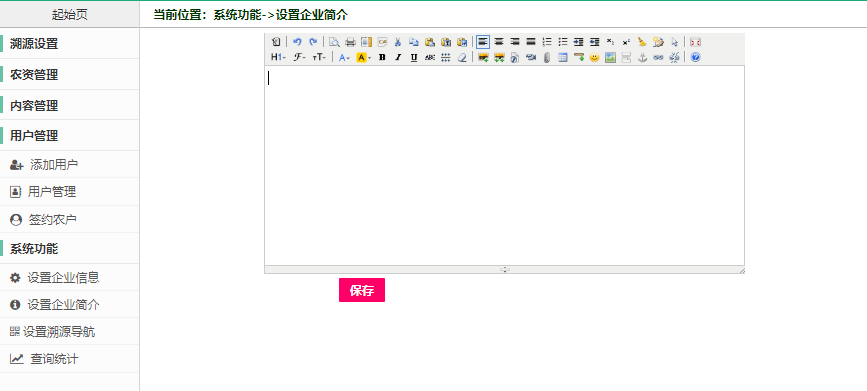 起始页
当前位置：系统功能->设置企业简介
溯源设置
农资管理
内容管理
用户管理
添加用户
用户管理
签约农户
系统功能
设置企业信息
设置企业简介
设置溯源导航
查询统计
H1 F TT A A B I U ABC
保存